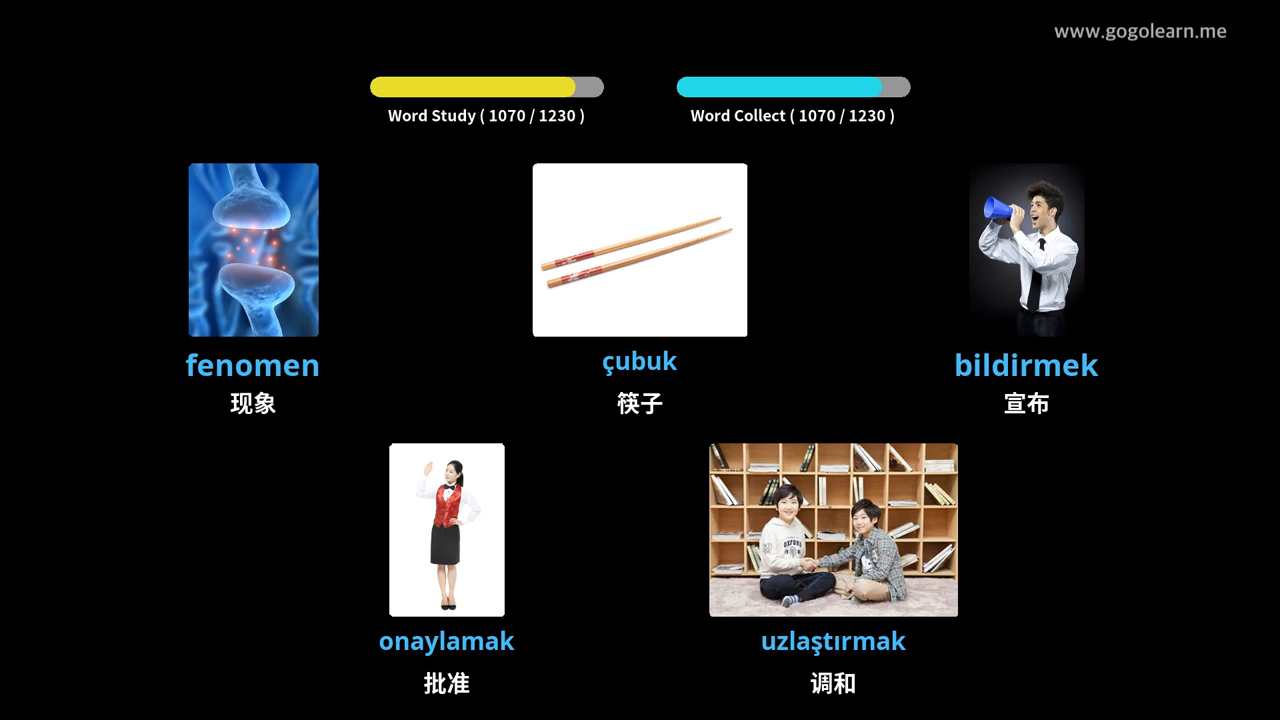 www.gogolearn.me
Word Study ( 1070 / 1230 )
Word Collect ( 1070 / 1230 )
fenomen
现象
çubuk
筷子
bildirmek
宣布
onaylamak
批准
uzlaştırmak
调和
OXFORD